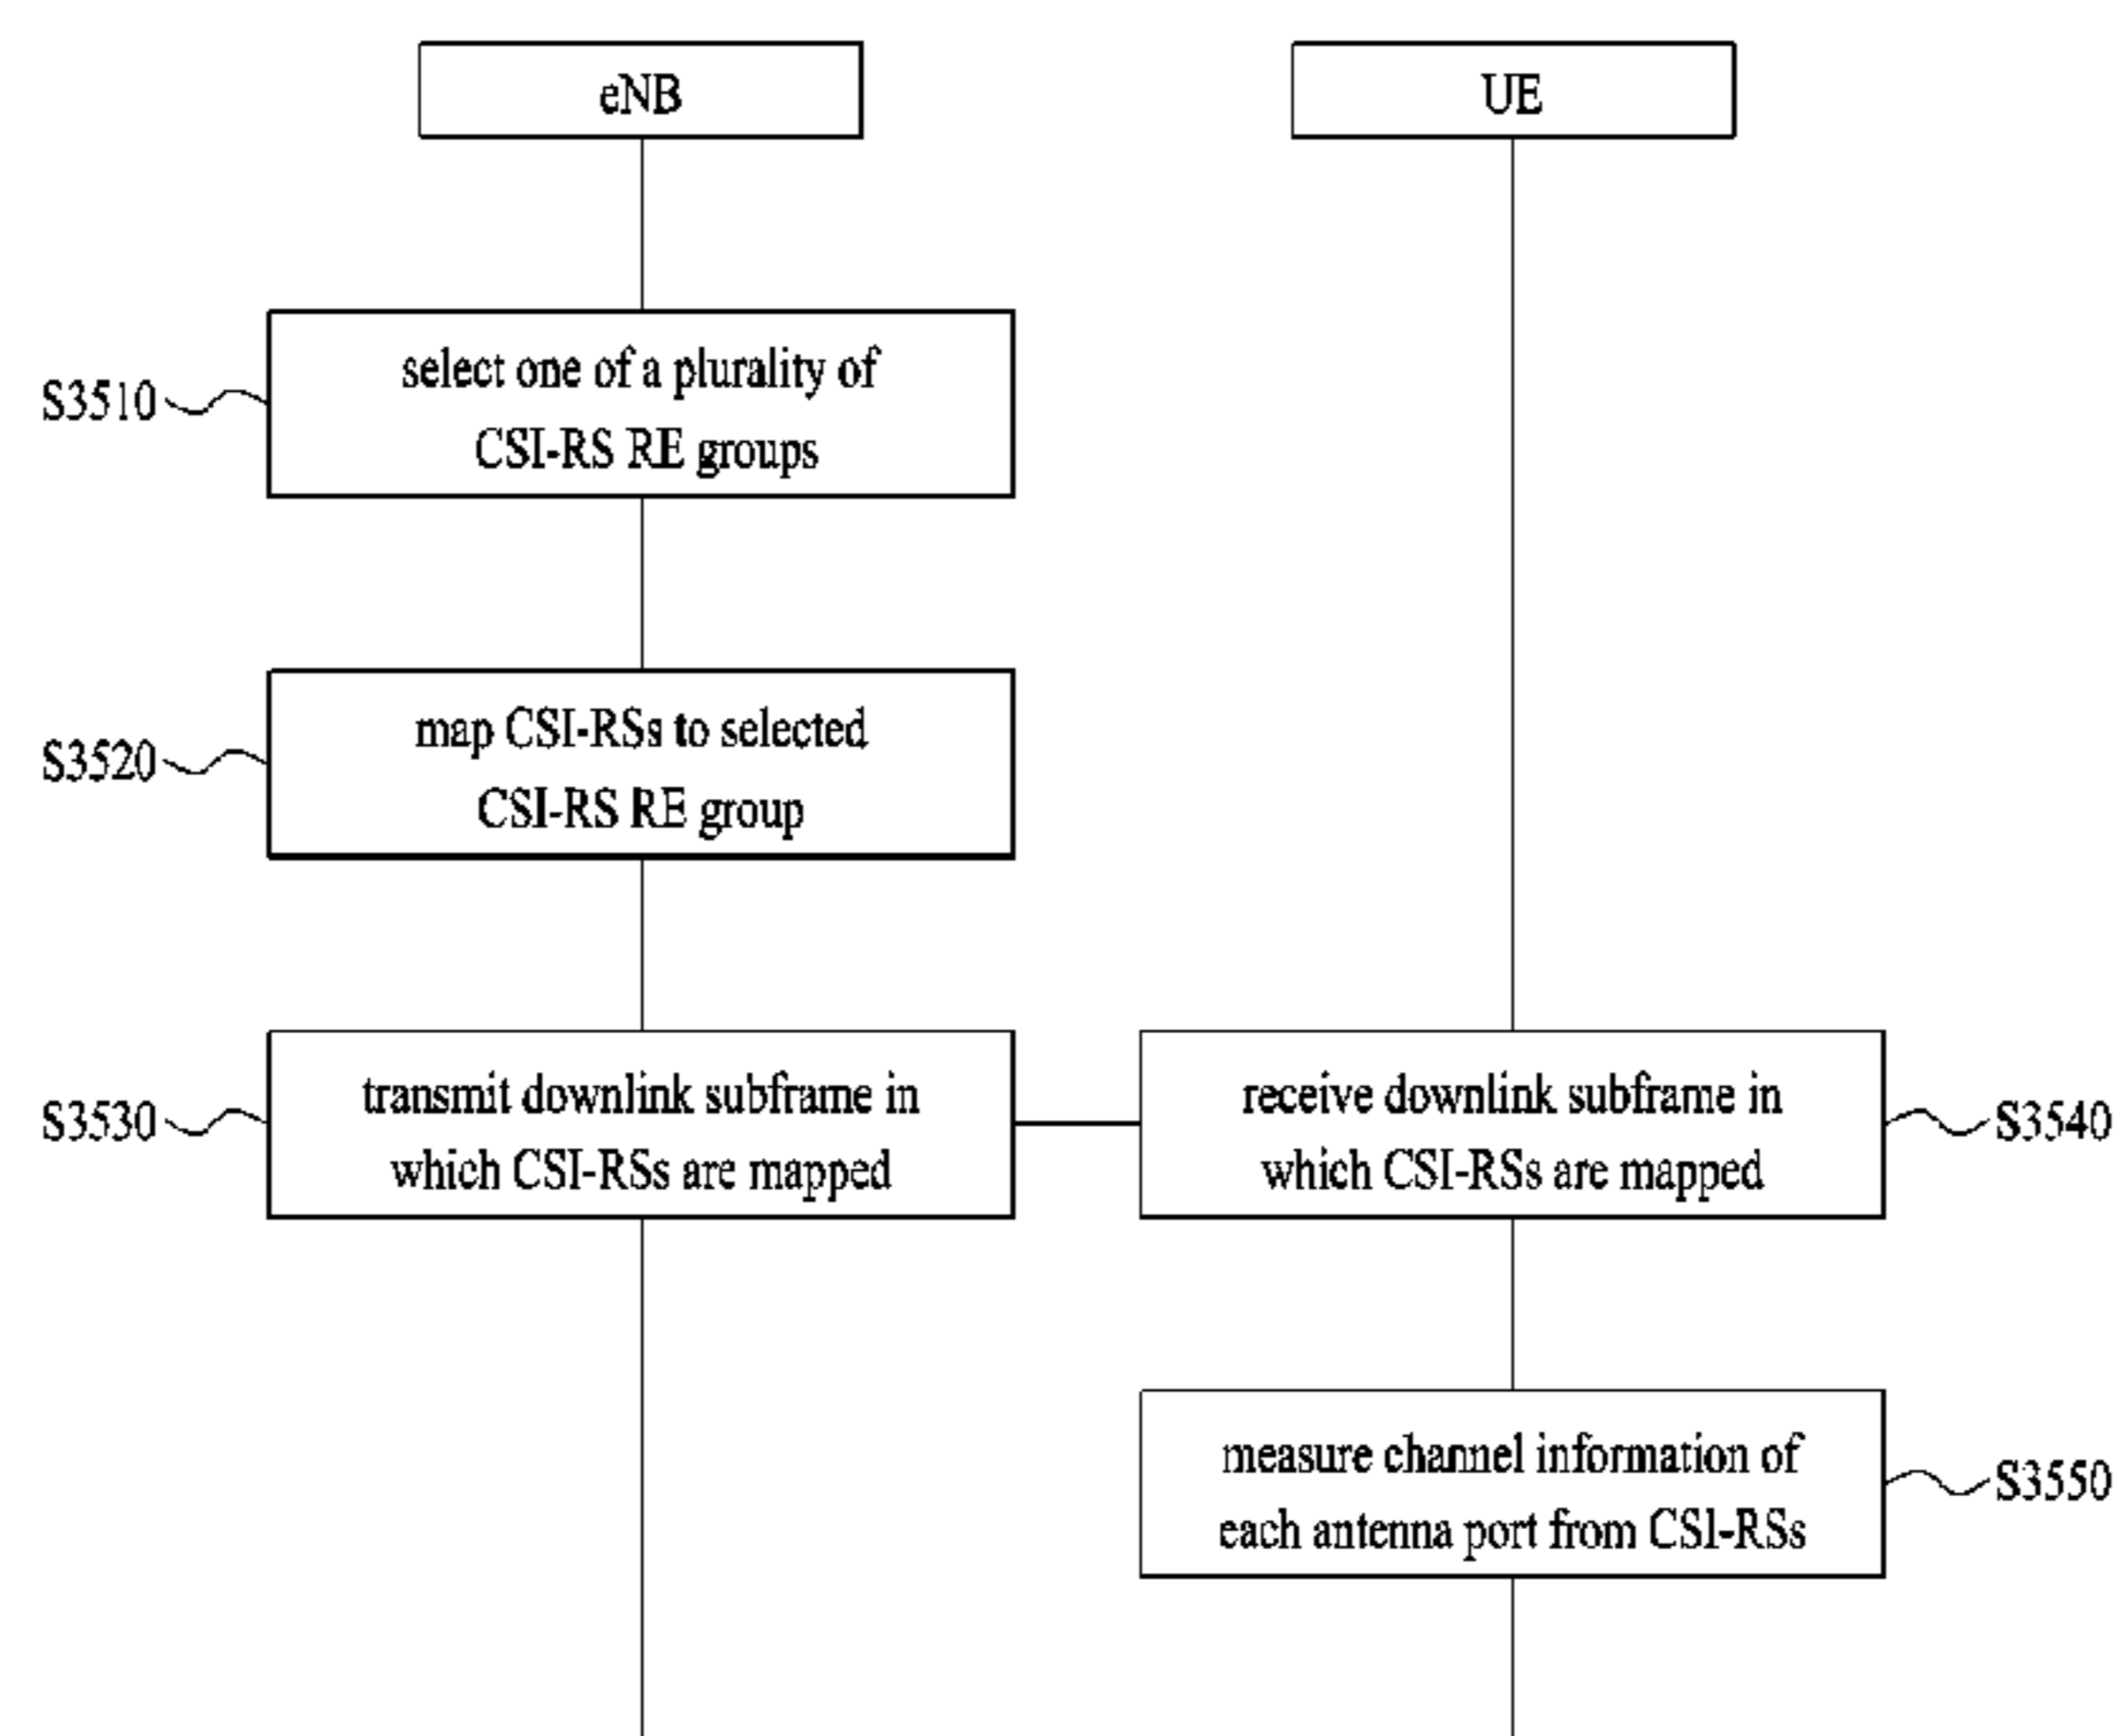 eNB
UE
S3510
select one of a plurality of
CSI-RS RE groups
S3520
map CSI-RSs to selected
CSI-RS RE group
S3530
transmit downlink subframe in
which CSI-RSs are mapped
receive downlink subframe in
which CSI-RSs are mapped
S3540
measure channel information of
each antenna port from CSI-RSs
S3550